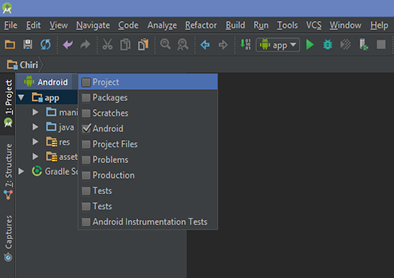 File Edit View Navigate Code Analyze Refactor Build Run Tools VCS Window Help
app
Chiri
1: Project
Android
Project
app
Packages
mani
Scratches
java
Android
res
Project Files
asset
Problems
Gradle Sc
Production
Tests
Tests
Android Instrumentation Tests
7: Structure
Captures